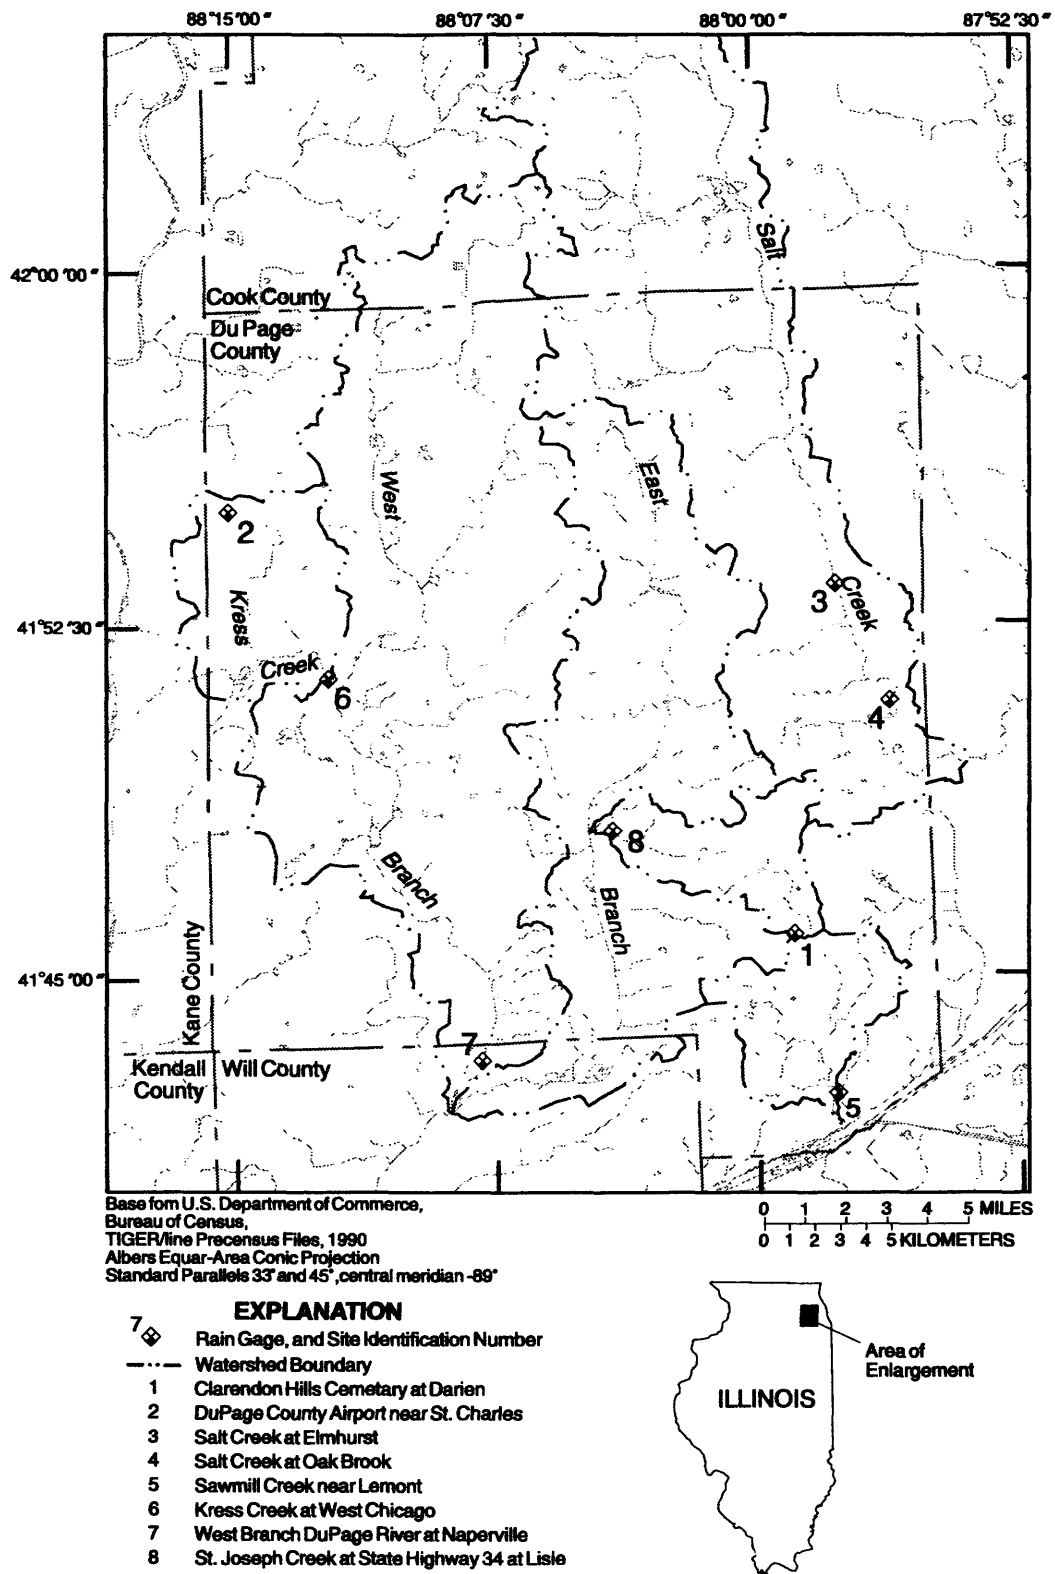 88°15'00" 88°07'30" 88°00'00" 87°52'30"
Salt
42°00'00"
Cook County
Du Page
County
West
East
2
3
Creek
Kress
41°52'30"
Creek
6
4
8
Branch
Branch
1
41°45'00"
Kane County
7
Kendall
County
Will County
5
Base fom U.S. Department of Commerce,
Bureau of Census,
TIGER/line Precensus Files, 1990
Albers Equar-Area Conic Projection
Standard Parallels 33° and 45°, central meridian -89°
0 1 2 3 4 5 MILES
0 1 2 3 4 5 KILOMETERS
EXPLANATION
7
Rain Gage, and Site Identification Number
Watershed Boundary
1 Clarendon Hills Cemetary at Darien
2 DuPage County Airport near St. Charles
3 Salt Creek at Elmhurst
4 Salt Creek at Oak Brook
5 Sawmill Creek near Lemont
6 Kress Creek at West Chicago
7 West Branch DuPage River at Naperville
8 St. Joseph Creek at State Highway 34 at Lisle
Area of
Enlargement
ILLINOIS